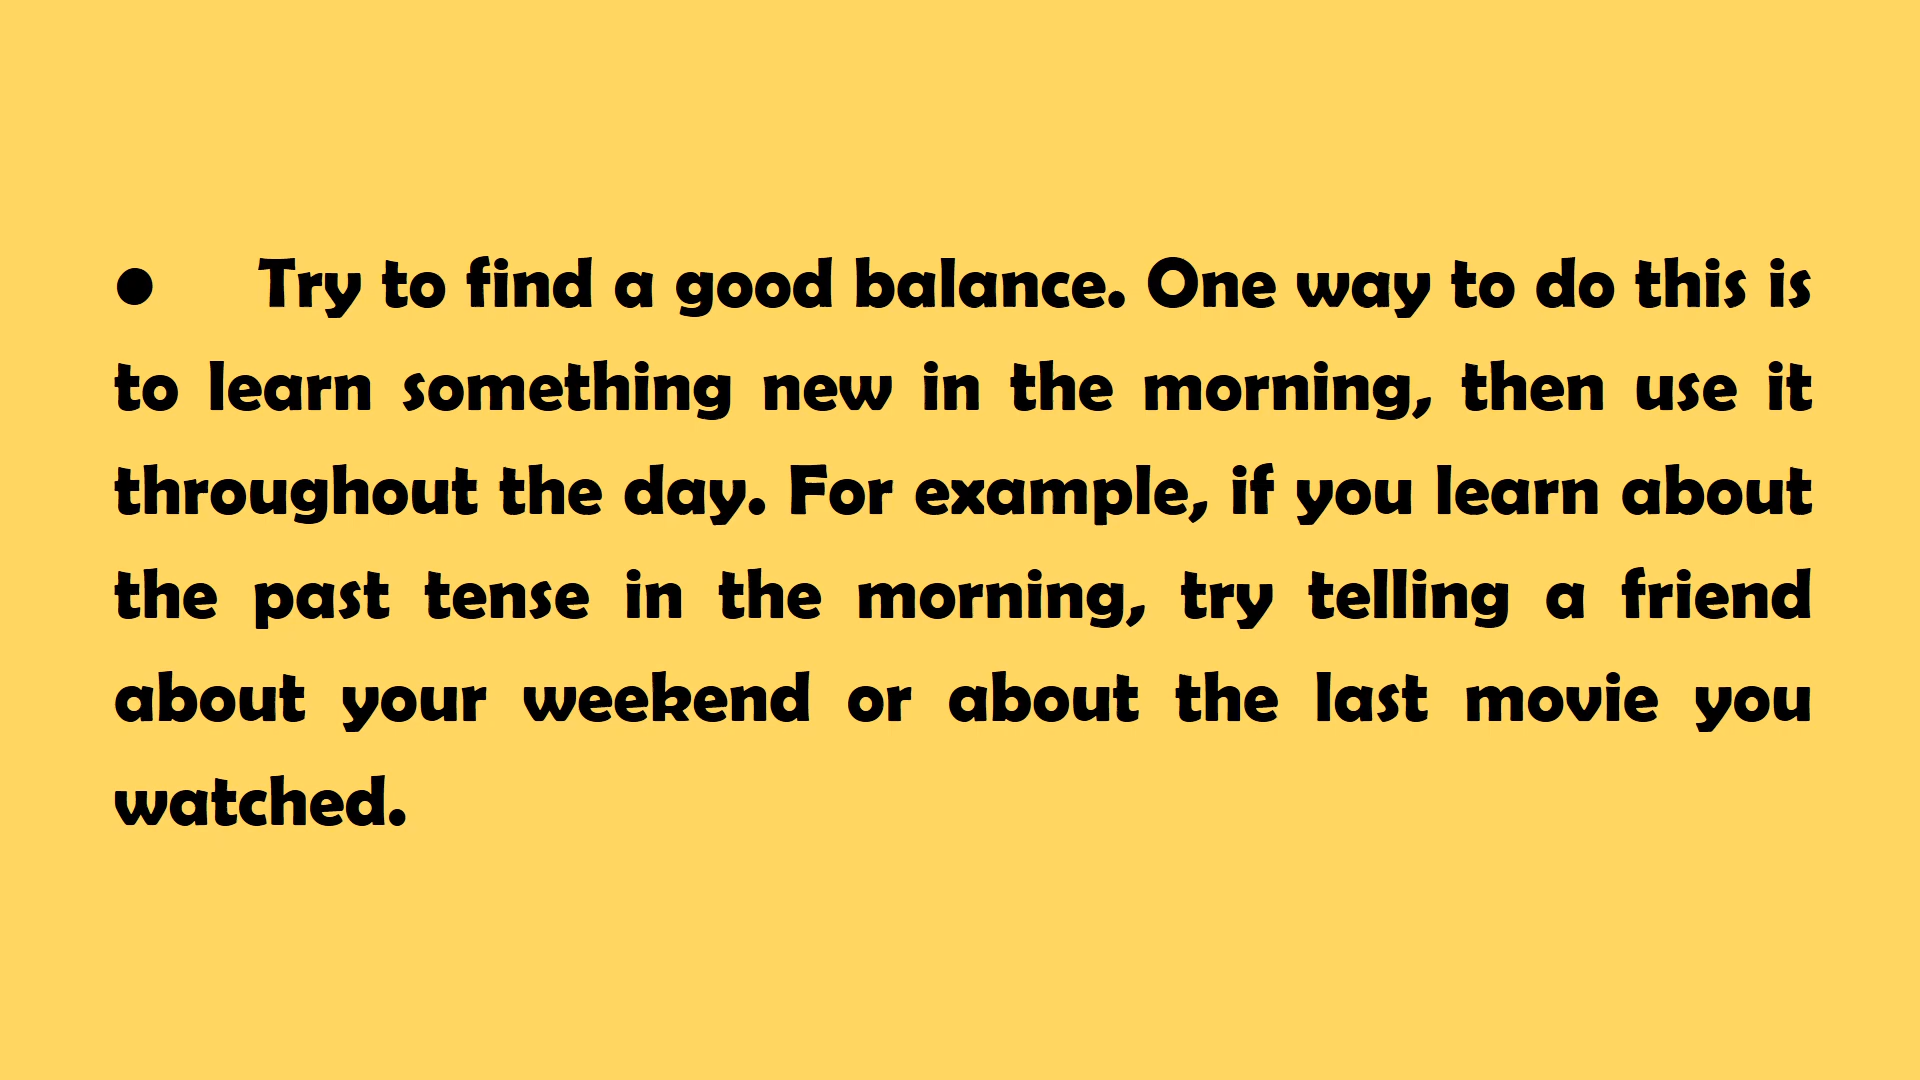 ● Try to find a good balance. One way to do this is
to learn something new in the morning, then use it
throughout the day. For example, if you learn about
the past tense in the morning, try telling a friend
about your weekend or about the last movie you
watched.